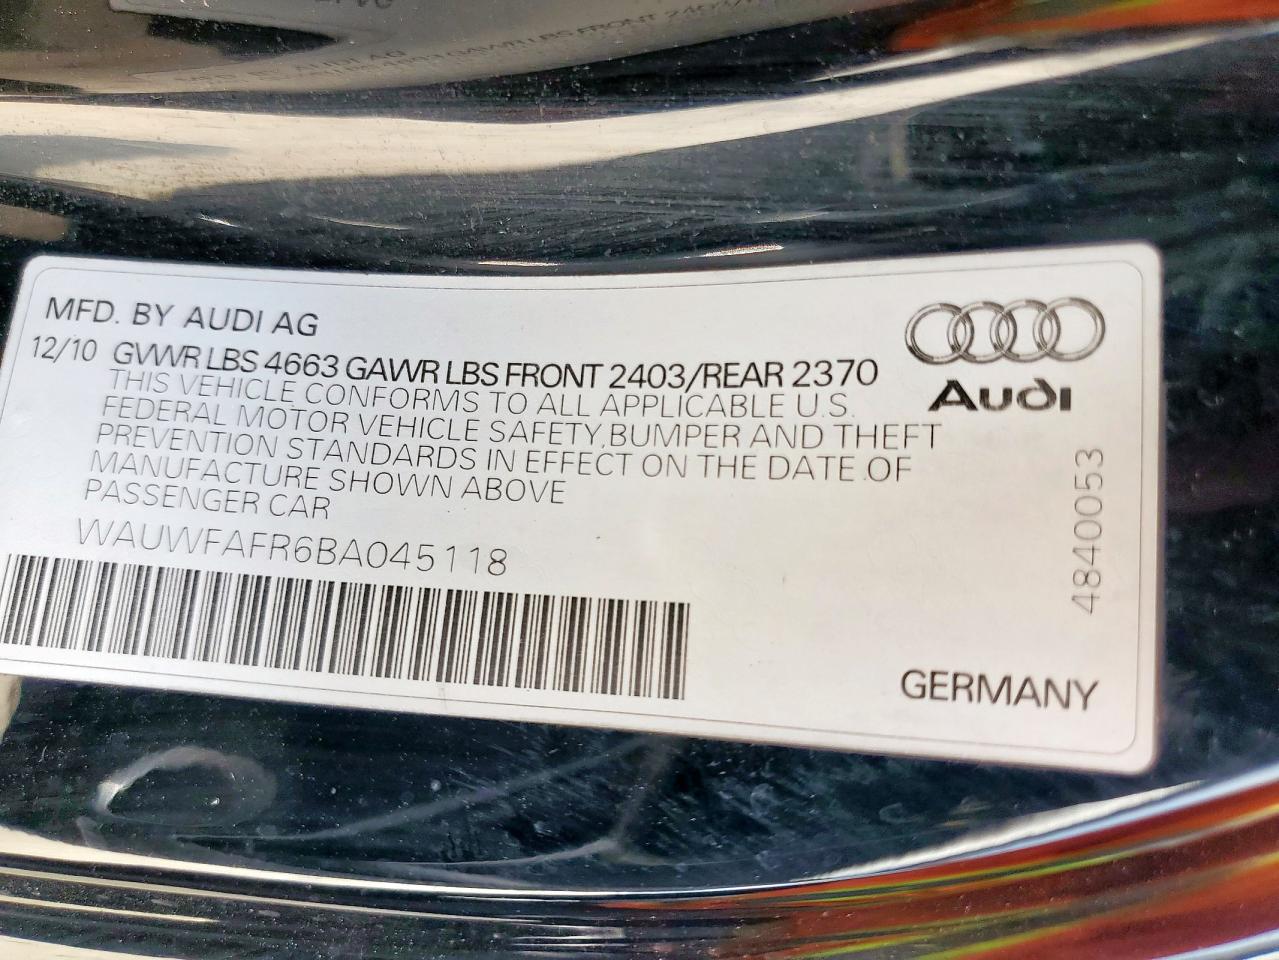 MFD. BY AUDI AG
12/10 GVWR LBS 4663 GAWR LBS FRONT 2403/REAR 2370
THIS VEHICLE CONFORMS TO ALL APPLICABLE U.S.
FEDERAL MOTOR VEHICLE SAFETY, BUMPER AND THEFT
PREVENTION STANDARDS IN EFFECT ON THE DATE OF
MANUFACTURE SHOWN ABOVE
PASSENGER CAR
WAUWFAFR6BA045118
Audi
4840053
GERMANY